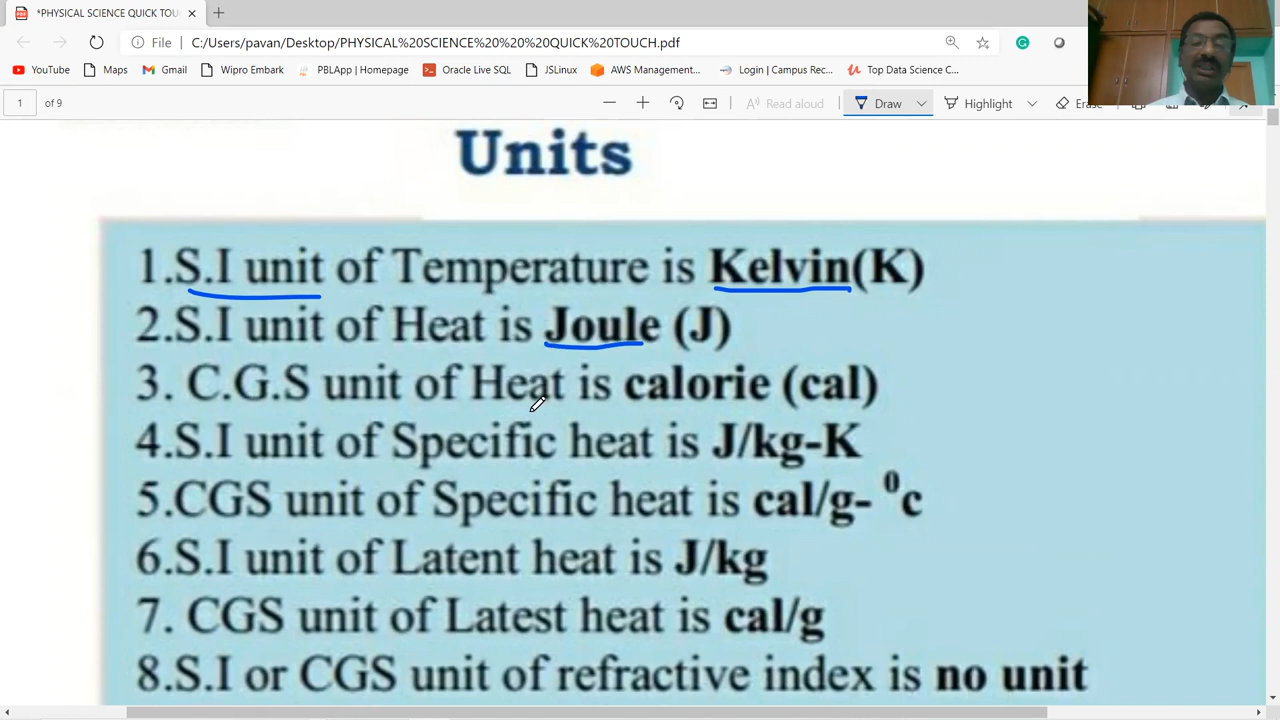 *PHYSICAL SCIENCE QUICK TOU
File C:/Users/pavan/Desktop/PHYSICAL%20SCIENCE%20%20%20QUICK%20TOUCH.pdf
YouTube Maps Gmail Wipro Embark PBLApp | Homepage Oracle Live SQL JSLinux AWS Management... Login | Campus Rec... Top Data Science C...
1 of 9 Read aloud Draw Highlight Erase
Units
1.S.I unit of Temperature is Kelvin(K)
2.S.I unit of Heat is Joule (J)
3. C.G.S unit of Heat is calorie (cal)
4.S.I unit of Specific heat is J/kg-K
5.CGS unit of Specific heat is cal/g- ⁰c
6.S.I unit of Latent heat is J/kg
7. CGS unit of Latest heat is cal/g
8.S.I or CGS unit of refractive index is no unit